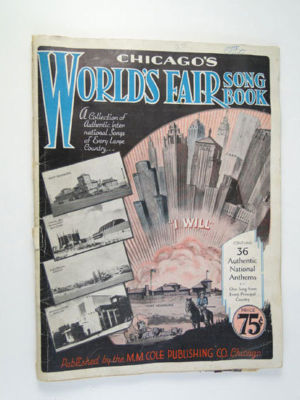 CHICAGO'S
WORLD'S FAIR SONG BOOK
A Collection of
Authentic Inter
national Songs
of Every Large
Country...
"I WILL"
36
Authentic
National
Anthems
One Song from
Every Principal
Country
PRICE
75¢
Published by the M.M. COLE PUBLISHING CO. Chicago